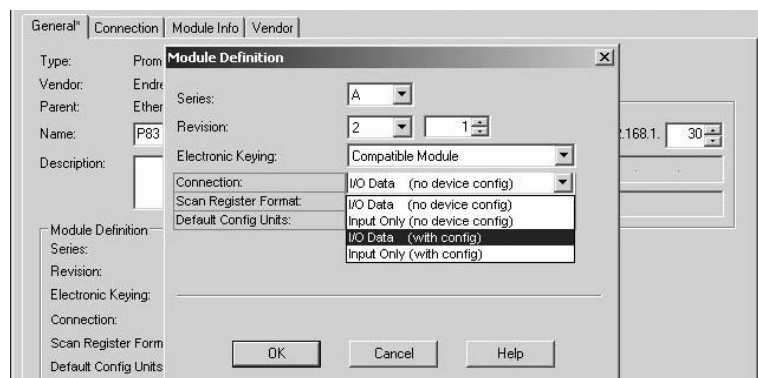 General* Connection Module Info Vendor
Type: Prom
Vendor: Endre
Parent: Ether
Name: P83
Description:
Module Definition
Series:
Revision:
Electronic Keying:
Connection:
Scan Register Form
Default Config Units
Module Definition
Series: A
Revision: 2 1
Electronic Keying: Compatible Module
Connection: I/O Data (no device config)
Scan Register Format: I/O Data (no device config)
Default Config Units: Input Only (no device config)
I/O Data (with config)
Input Only (with config)
OK Cancel Help
.168.1. 30